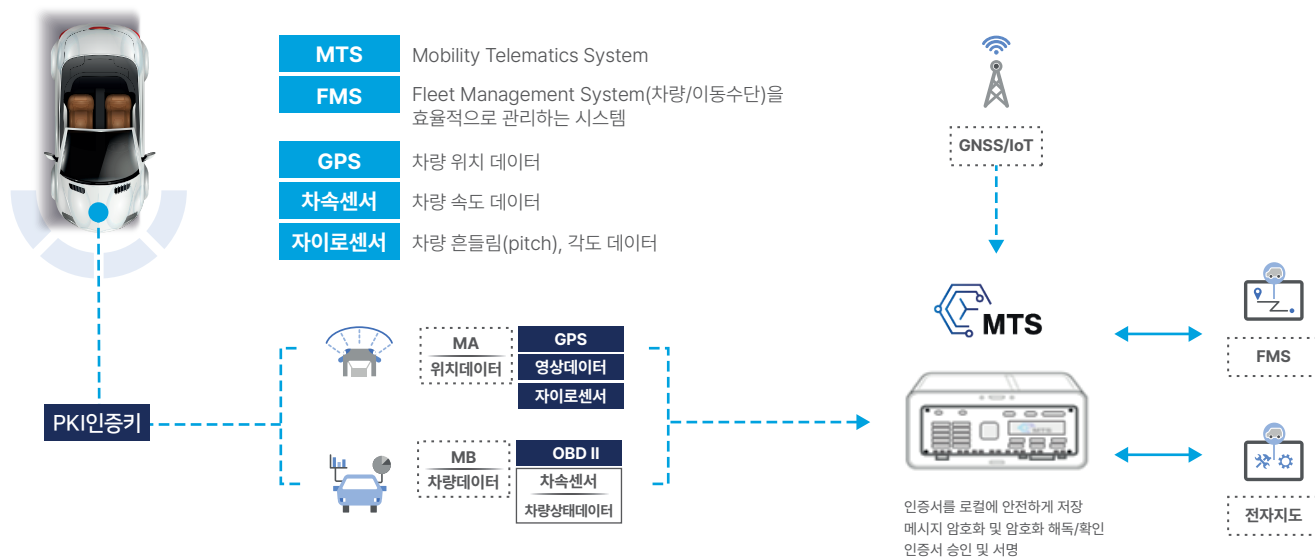 MTS Mobility Telematics System
FMS Fleet Management System(차량/이동수단)을
효율적으로 관리하는 시스템
GPS 차량 위치 데이터
차속센서 차량 속도 데이터
자이로센서 차량 흔들림(pitch), 각도 데이터
GNSS/IoT
PKI인증키
MA
위치데이터
GPS
영상데이터
자이로센서
MB
차량데이터
OBD II
차속센서
차량상태데이터
MTS
MTS
인증서를 로컬에 안전하게 저장
메시지 암호화 및 암호화 해독/확인
인증서 승인 및 서명
FMS
전자지도